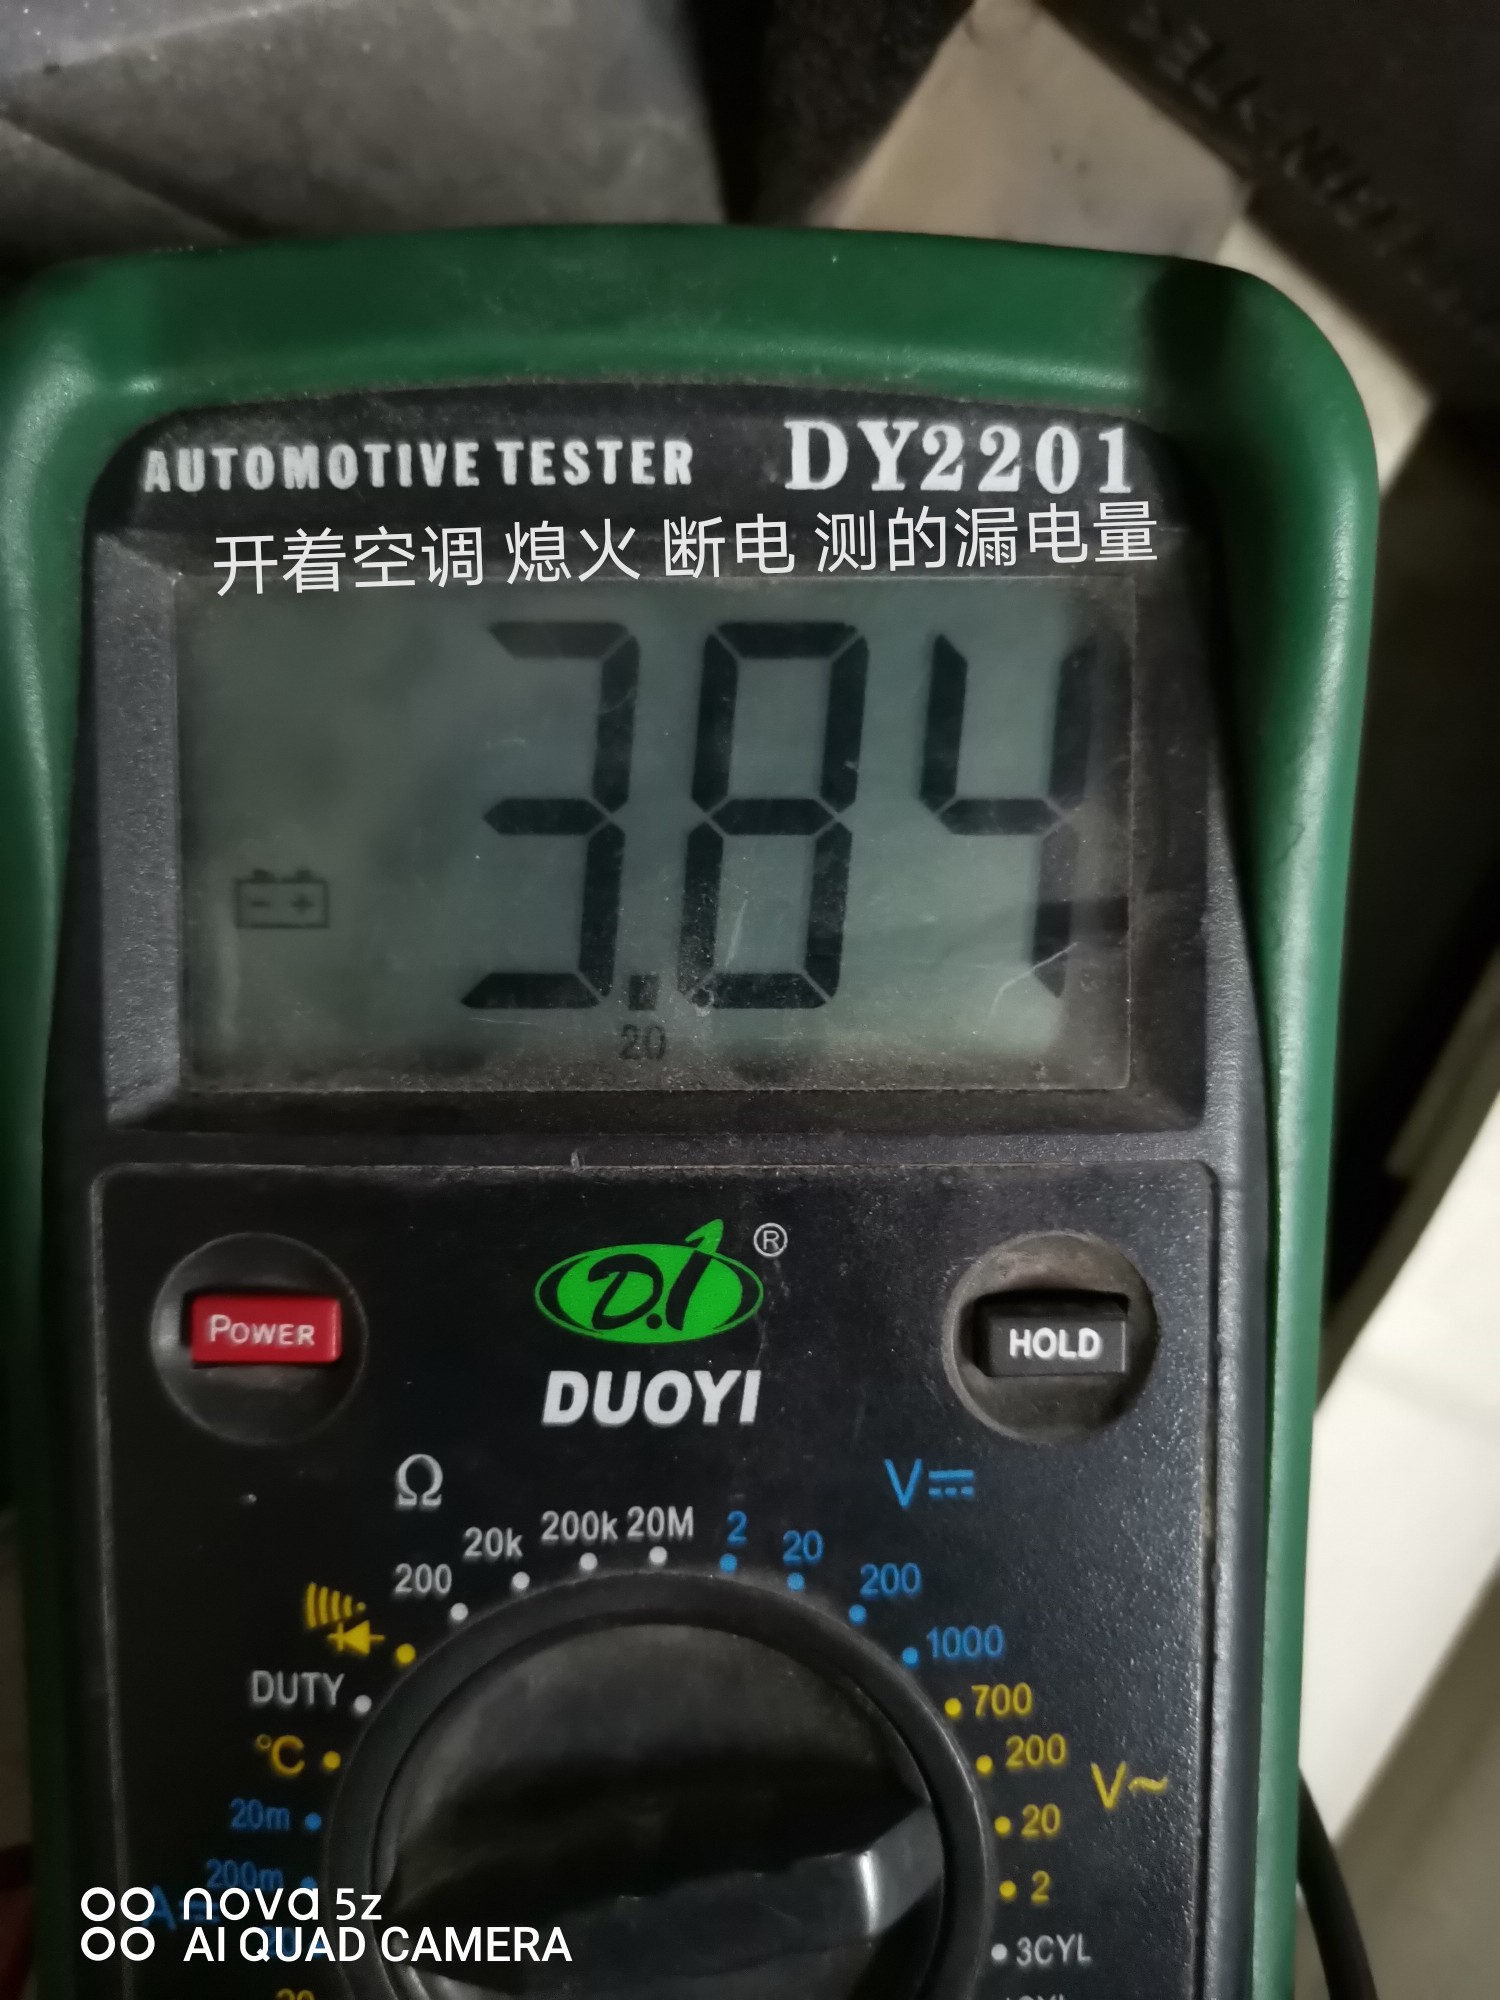 AUTOMOTIVE TESTER DY2201
开着空调 熄火 断电 测的漏电量
3.84
20
POWER
D.1 ®
HOLD
DUOYI
Ω
V⎓
20k 200k 20M 2 20
200 200
1000
DUTY 700
°C 200
V~
20m 20
200m 2
A
3CYL
20
nova 5z
AI QUAD CAMERA